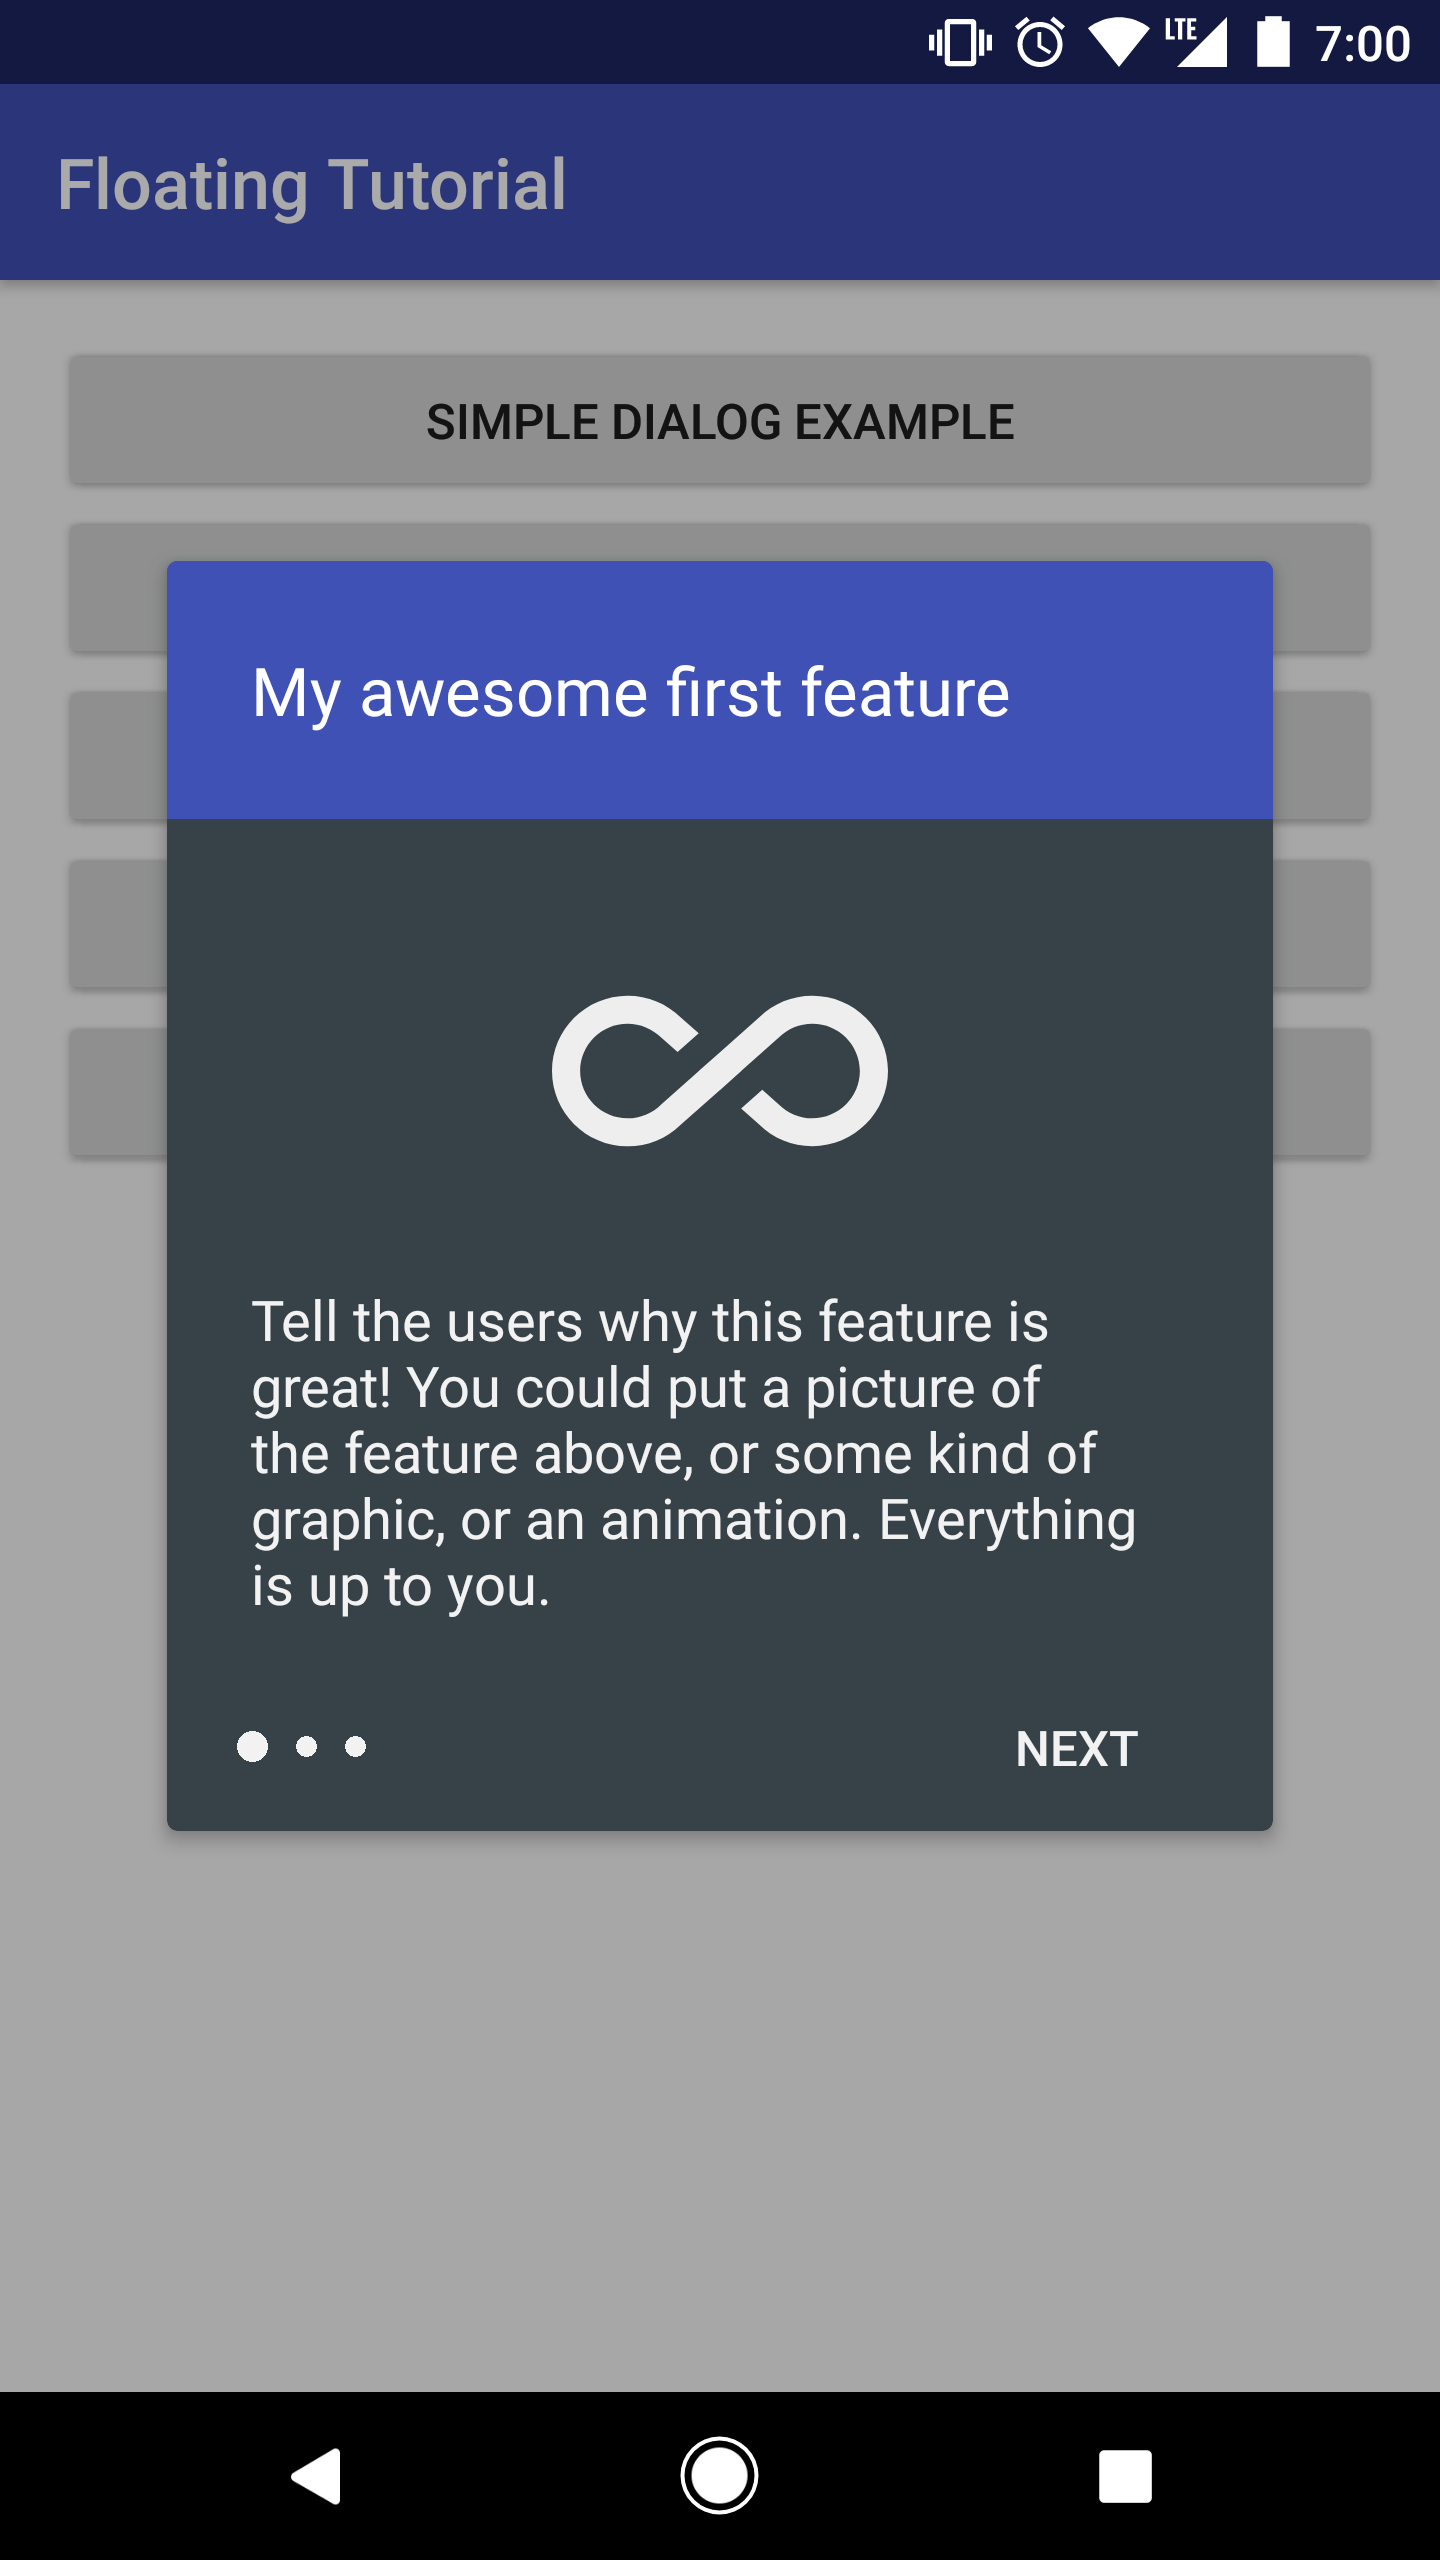 LTE 7:00
Floating Tutorial
SIMPLE DIALOG EXAMPLE
My awesome first feature
Tell the users why this feature is
great! You could put a picture of
the feature above, or some kind of
graphic, or an animation. Everything
is up to you.
NEXT